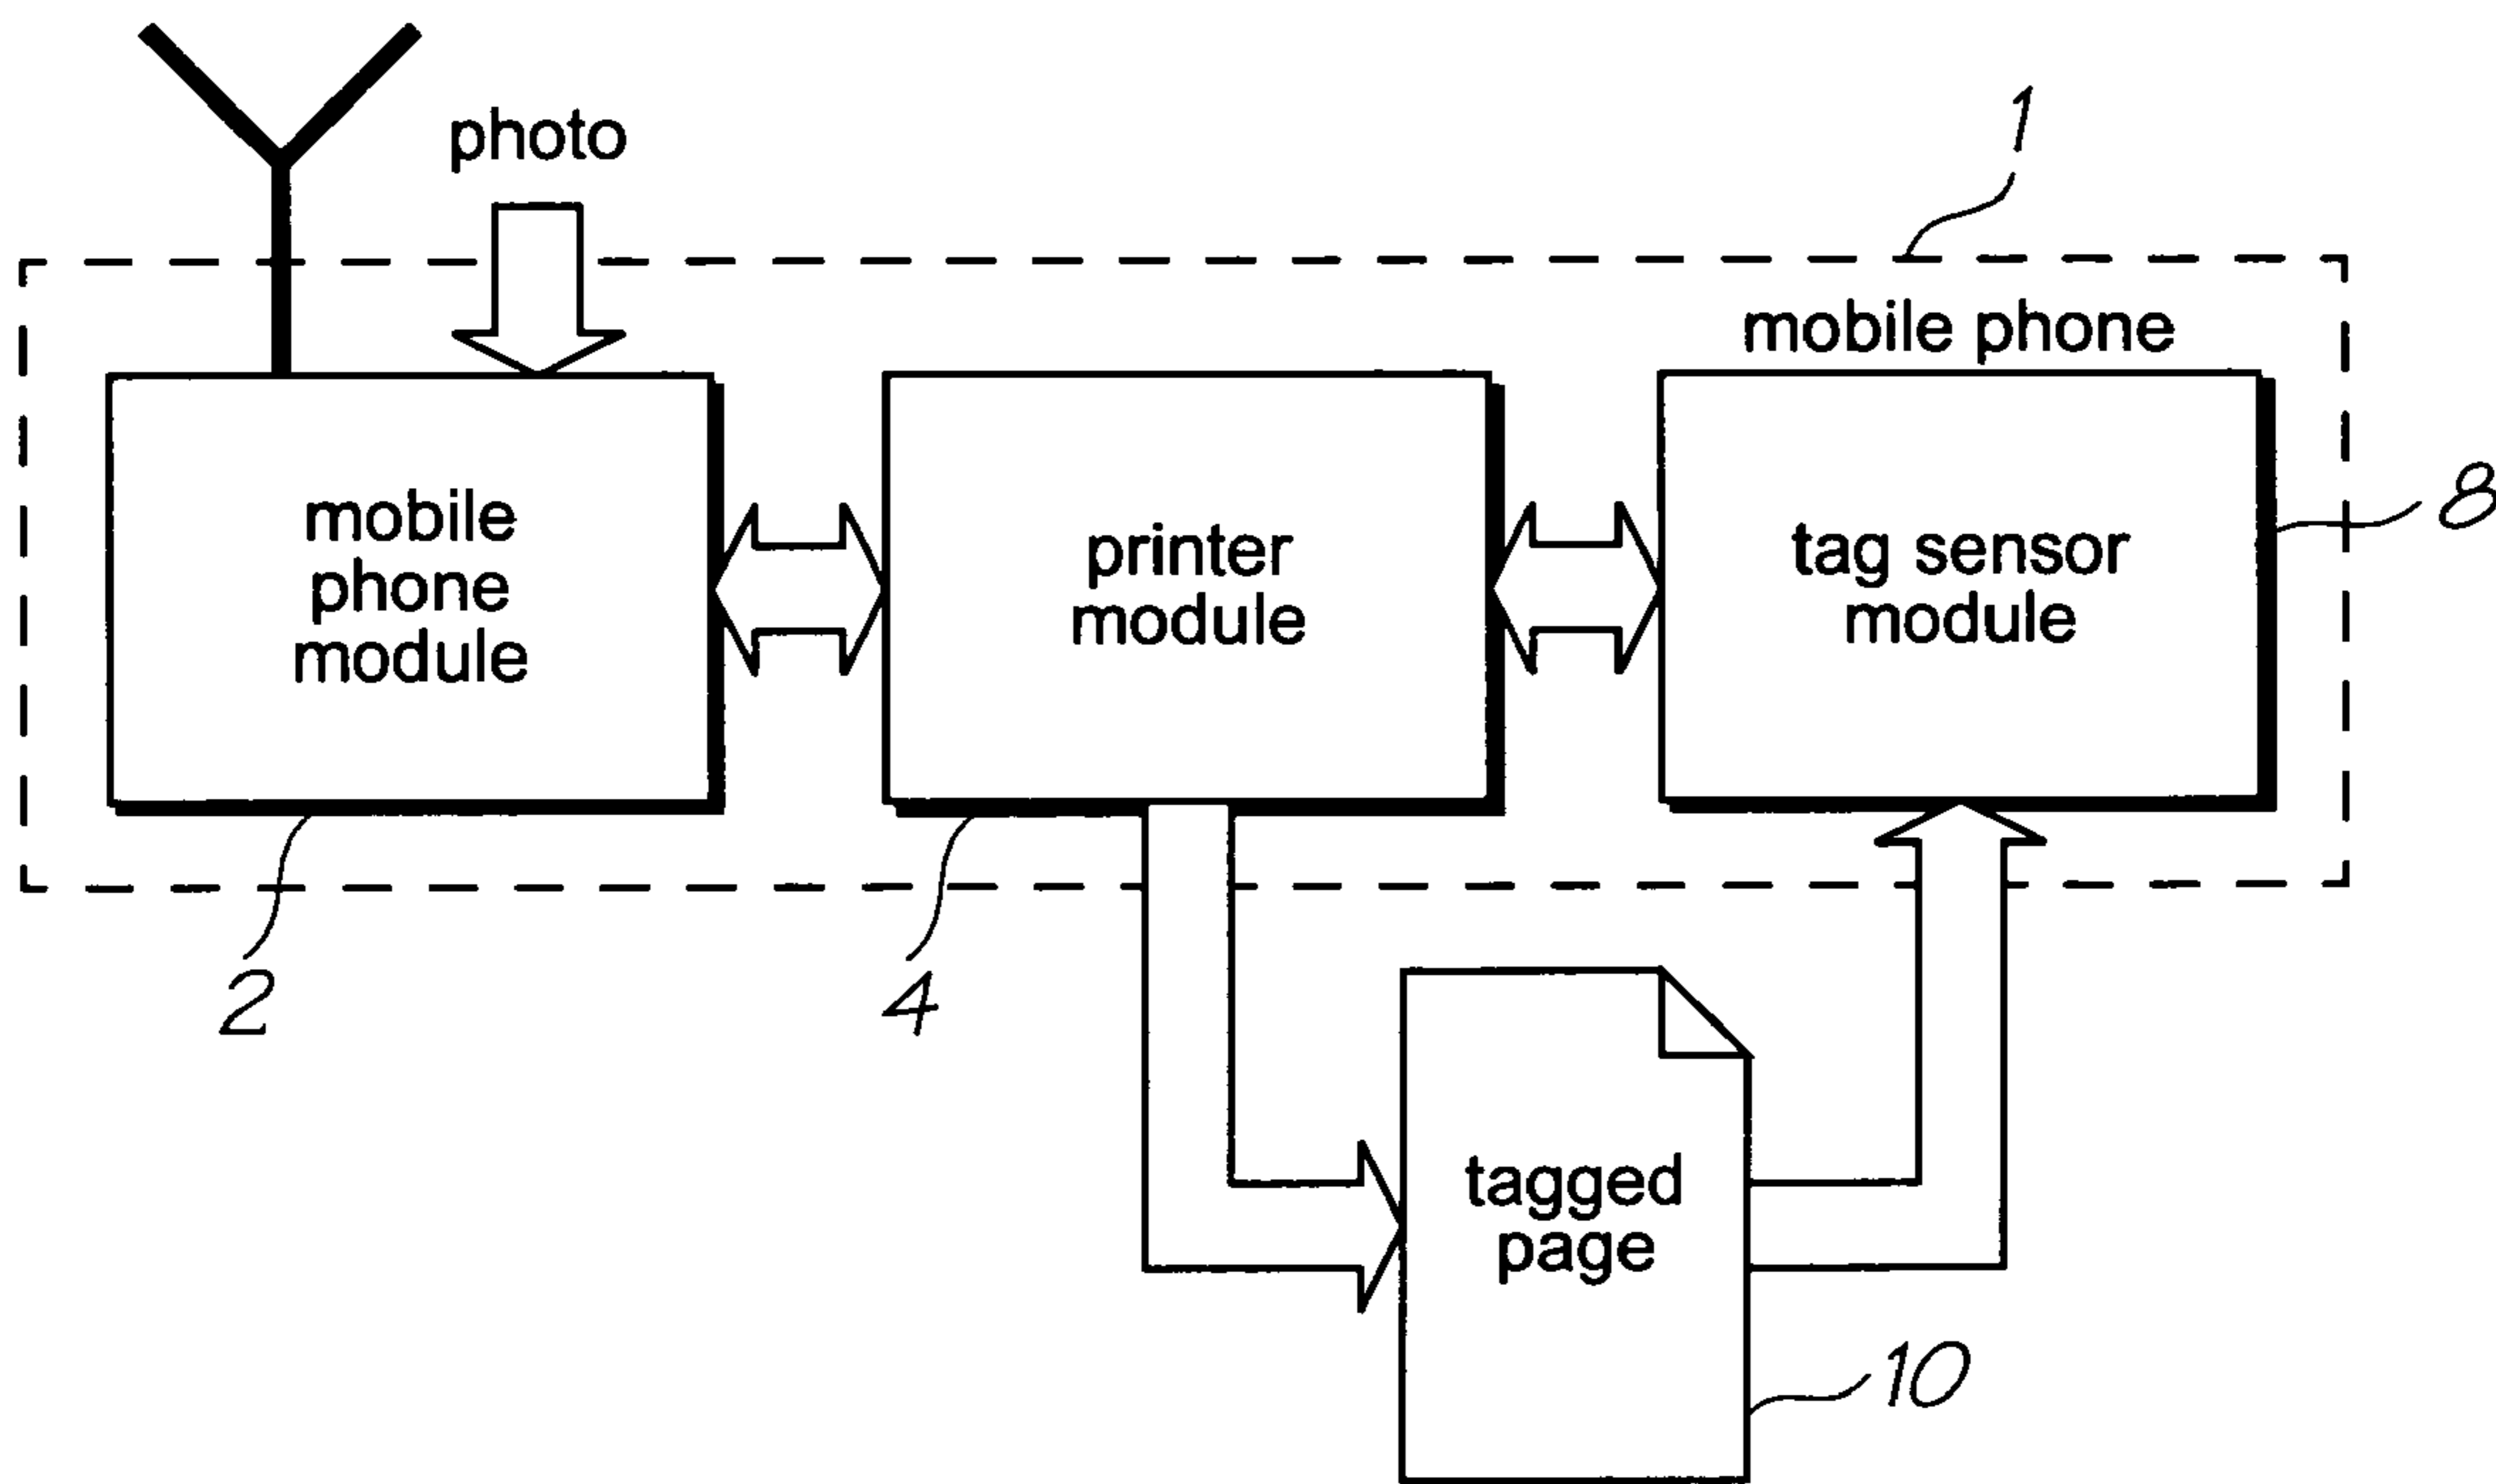 photo
1
mobile phone
mobile
phone
module
printer
module
tag sensor
module
8
2
4
tagged
page
10